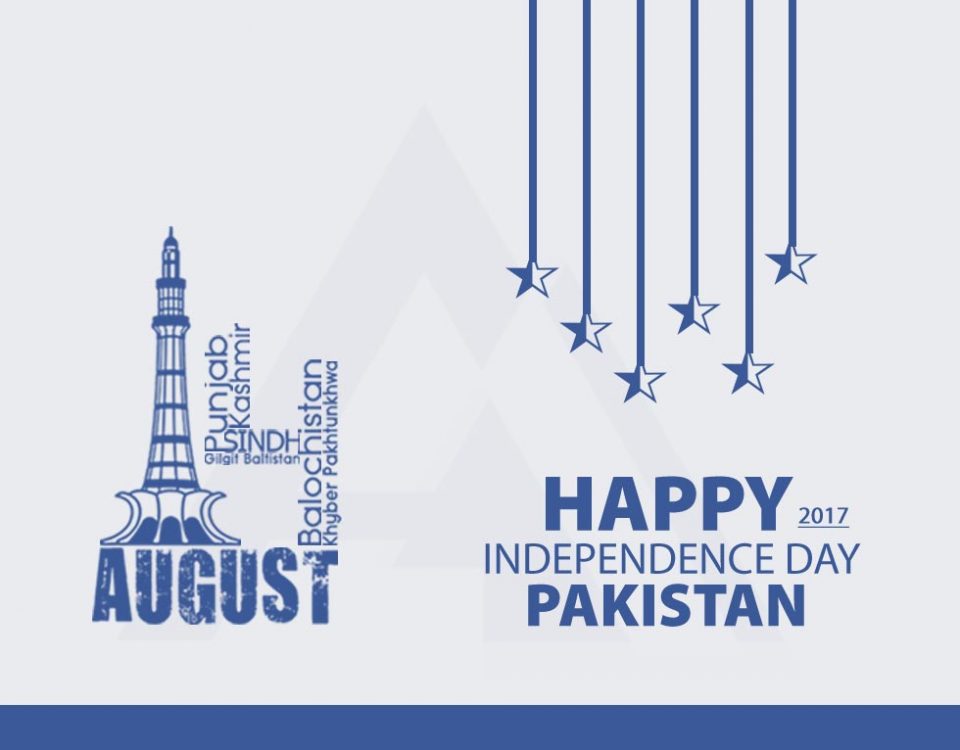 Punjab
Kashmir
SINDH
Gilgit Baltistan
Balochistan
Khyber Pakhtunkhwa
AUGUST
HAPPY 2017
INDEPENDENCE DAY
PAKISTAN